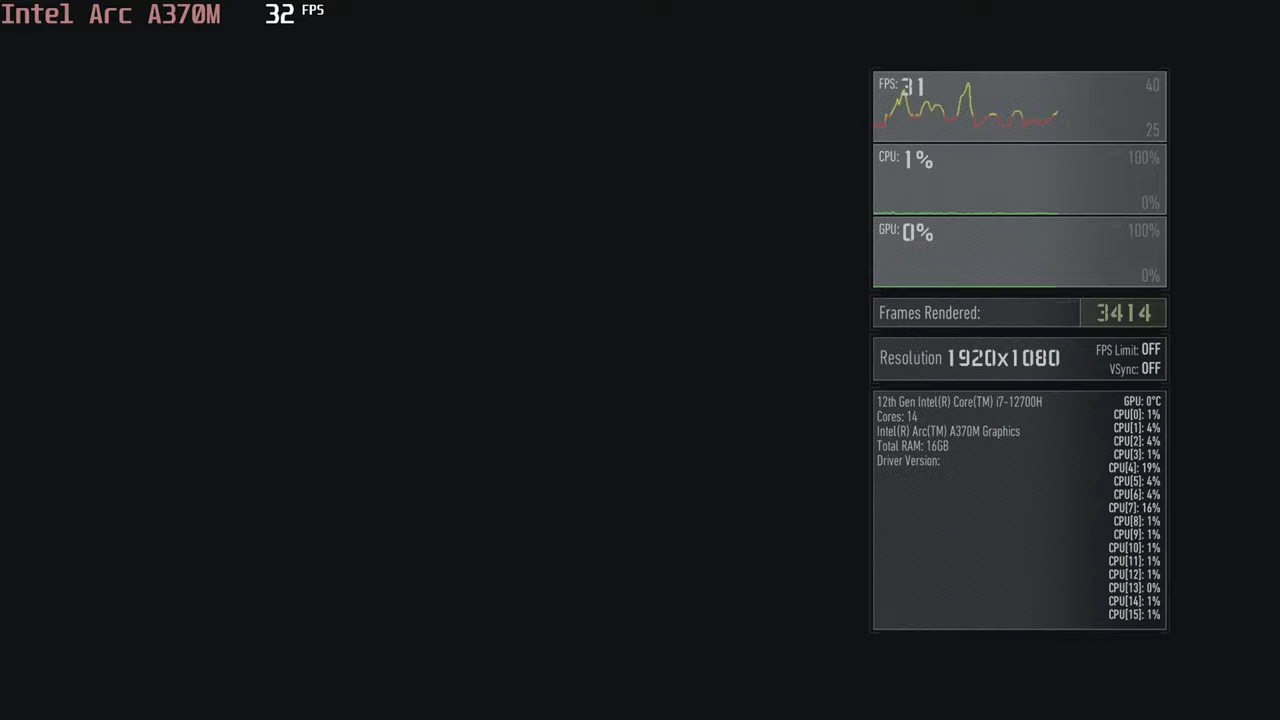 Intel Arc A370M 32 FPS
FPS: 31 40
25
CPU: 1% 100%
0%
GPU: 0% 100%
0%
Frames Rendered: 3414
Resolution 1920x1080 FPS Limit: OFF
VSync: OFF
12th Gen Intel(R) Core(TM) i7-12700H GPU: 0°C
Cores: 14 CPU[0]: 1%
Intel(R) Arc(TM) A370M Graphics CPU[1]: 4%
Total RAM: 16GB CPU[2]: 4%
Driver Version: CPU[3]: 1%
CPU[4]: 19%
CPU[5]: 4%
CPU[6]: 4%
CPU[7]: 16%
CPU[8]: 1%
CPU[9]: 1%
CPU[10]: 1%
CPU[11]: 1%
CPU[12]: 1%
CPU[13]: 0%
CPU[14]: 1%
CPU[15]: 1%